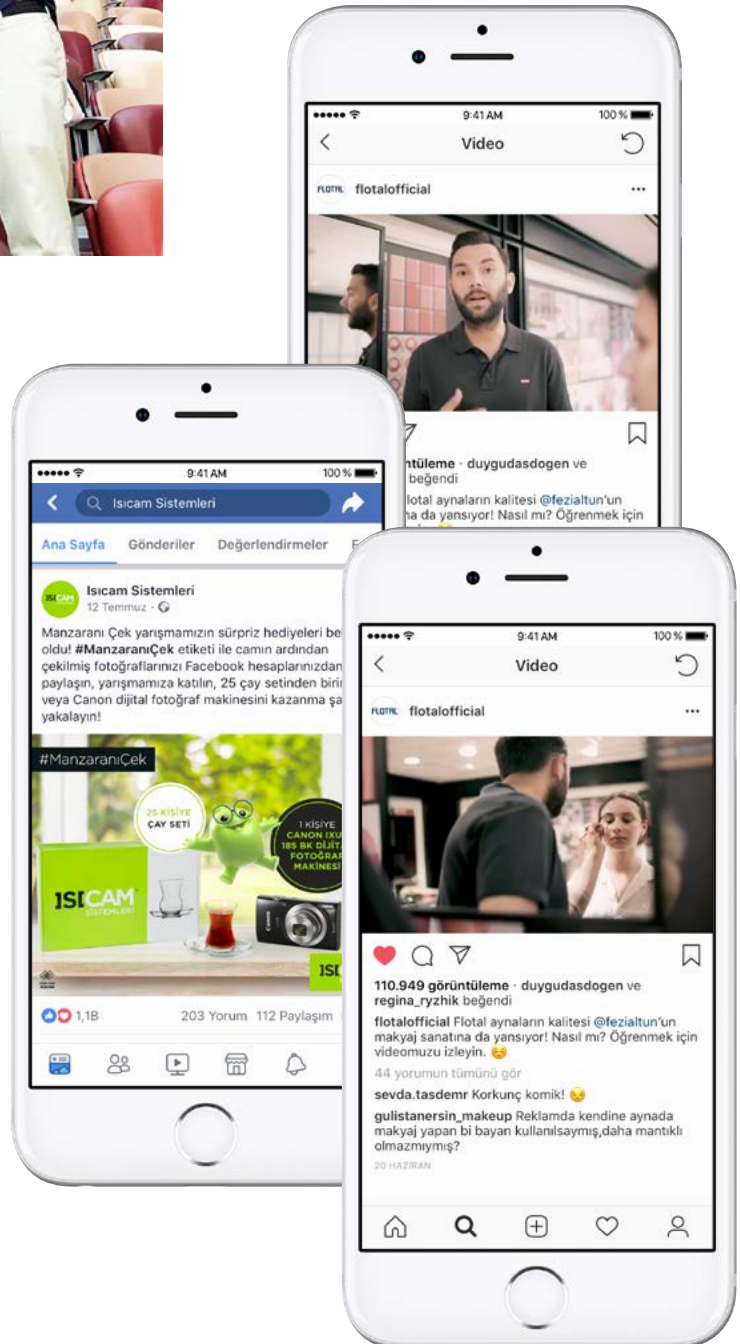 9:41 AM
100 %
Video
FLOTAL flotalofficial
duygudasdogen ve
beğendi
aynaların kalitesi @fezialtun'un
da yansıyor! Nasıl mı? Öğrenmek için
9:41 AM
100 %
Isıcam Sistemleri
Ana Sayfa Gönderiler Değerlendirmeler
ISICAM
Isıcam Sistemleri
12 Temmuz
Manzaranı Çek yarışmamızın sürpriz hediyeleri be
oldu! #ManzaranıÇek etiketi ile camın ardından
çekilmiş fotoğraflarınızı Facebook hesaplarınızdan
paylaşın, yarışmamıza katılın, 25 çay setinden birin
veya Canon dijital fotoğraf makinesini kazanma şa
yakalayın!
#ManzaranıÇek
25 KİŞİYE
ÇAY SETİ
1 KİŞİYE
CANON IXU
185 BK DİJİT
FOTOĞRAF
MAKİNESİ
ISICAM
SİSTEMLERİ
Canon
ISI
1,1B
203 Yorum 112 Paylaşım
9:41 AM
100 %
Video
FLOTAL flotalofficial
110.949 görüntüleme · duygudasdogen ve
regina_ryzhik beğendi
flotalofficial Flotal aynaların kalitesi @fezialtun'un
makyaj sanatına da yansıyor! Nasıl mı? Öğrenmek için
videomuzu izleyin. 😏
44 yorumun tümünü gör
sevda.tasdemr Korkunç komik! 😏
gulistanersin_makeup Reklamda kendine aynada
makyaj yapan bi bayan kullanılsaymış,daha mantıklı
olmazmıymış?
20 HAZİRAN